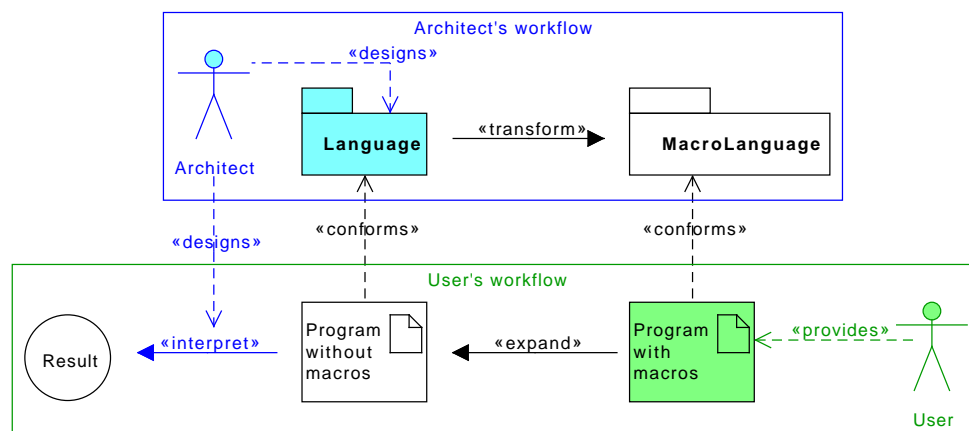 Architect's workflow
«designs»
Language
«transform»
MacroLanguage
Architect
«designs»
«conforms»
«conforms»
User's workflow
Result
«interpret»
Program
without
macros
«expand»
Program
with
macros
«provides»
User